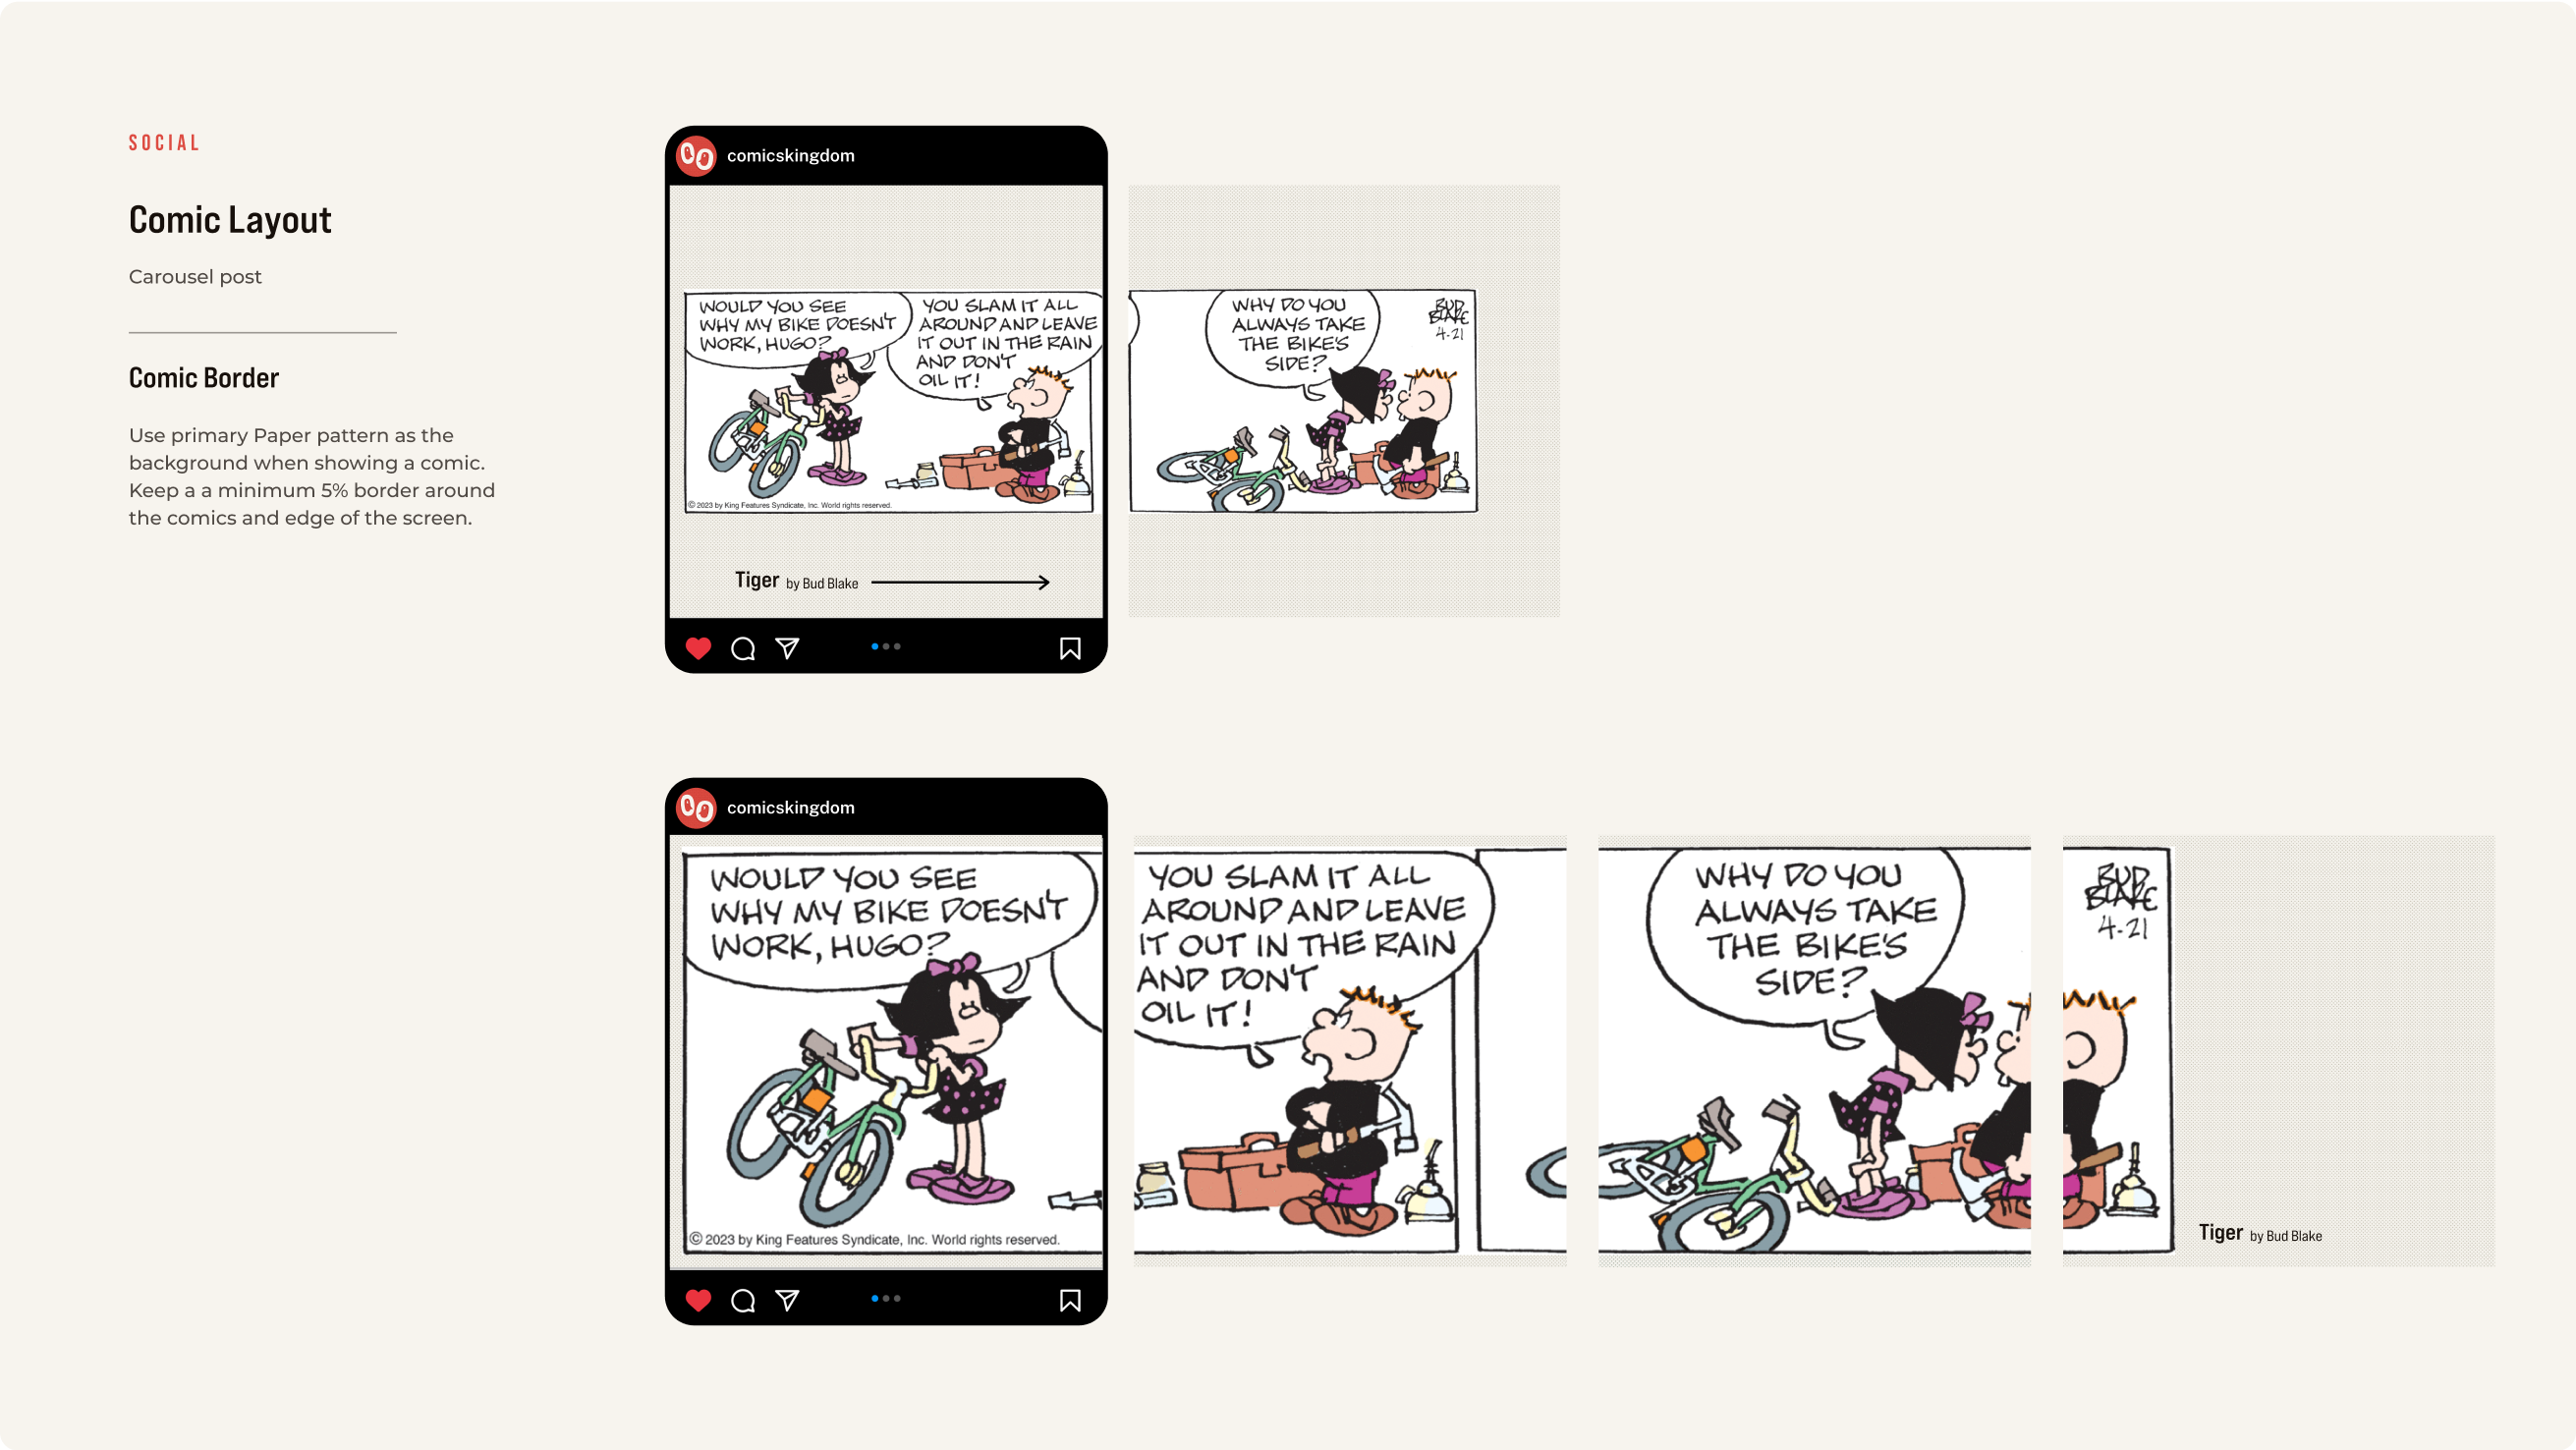 SOCIAL
Comic Layout
Carousel post
Comic Border
Use primary Paper pattern as the
background when showing a comic.
Keep a a minimum 5% border around
the comics and edge of the screen.
comicskingdom
WOULD YOU SEE
WHY MY BIKE DOESN'T
WORK, HUGO?
YOU SLAM IT ALL
AROUND AND LEAVE
IT OUT IN THE RAIN
AND DON'T
OIL IT!
© 2023 by King Features Syndicate, Inc. World rights reserved.
WHY DO YOU
ALWAYS TAKE
THE BIKE'S
SIDE?
BUD
BLAKE
4-21
Tiger by Bud Blake
comicskingdom
WOULD YOU SEE
WHY MY BIKE DOESN'T
WORK, HUGO?
© 2023 by King Features Syndicate, Inc. World rights reserved.
YOU SLAM IT ALL
AROUND AND LEAVE
IT OUT IN THE RAIN
AND DON'T
OIL IT!
WHY DO YOU
ALWAYS TAKE
THE BIKE'S
SIDE?
BUD
BLAKE
4-21
Tiger by Bud Blake